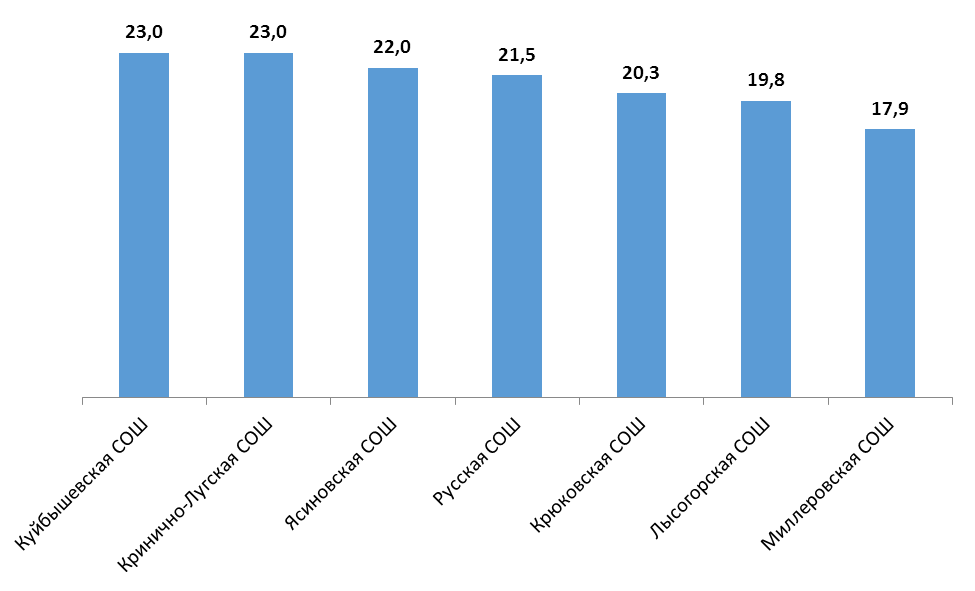 23,0
23,0
22,0
21,5
20,3
19,8
17,9
Куйбышевская СОШ
Кринично-Лугская СОШ
Ясиновская СОШ
Русская СОШ
Крюковская СОШ
Лысогорская СОШ
Миллеровская СОШ